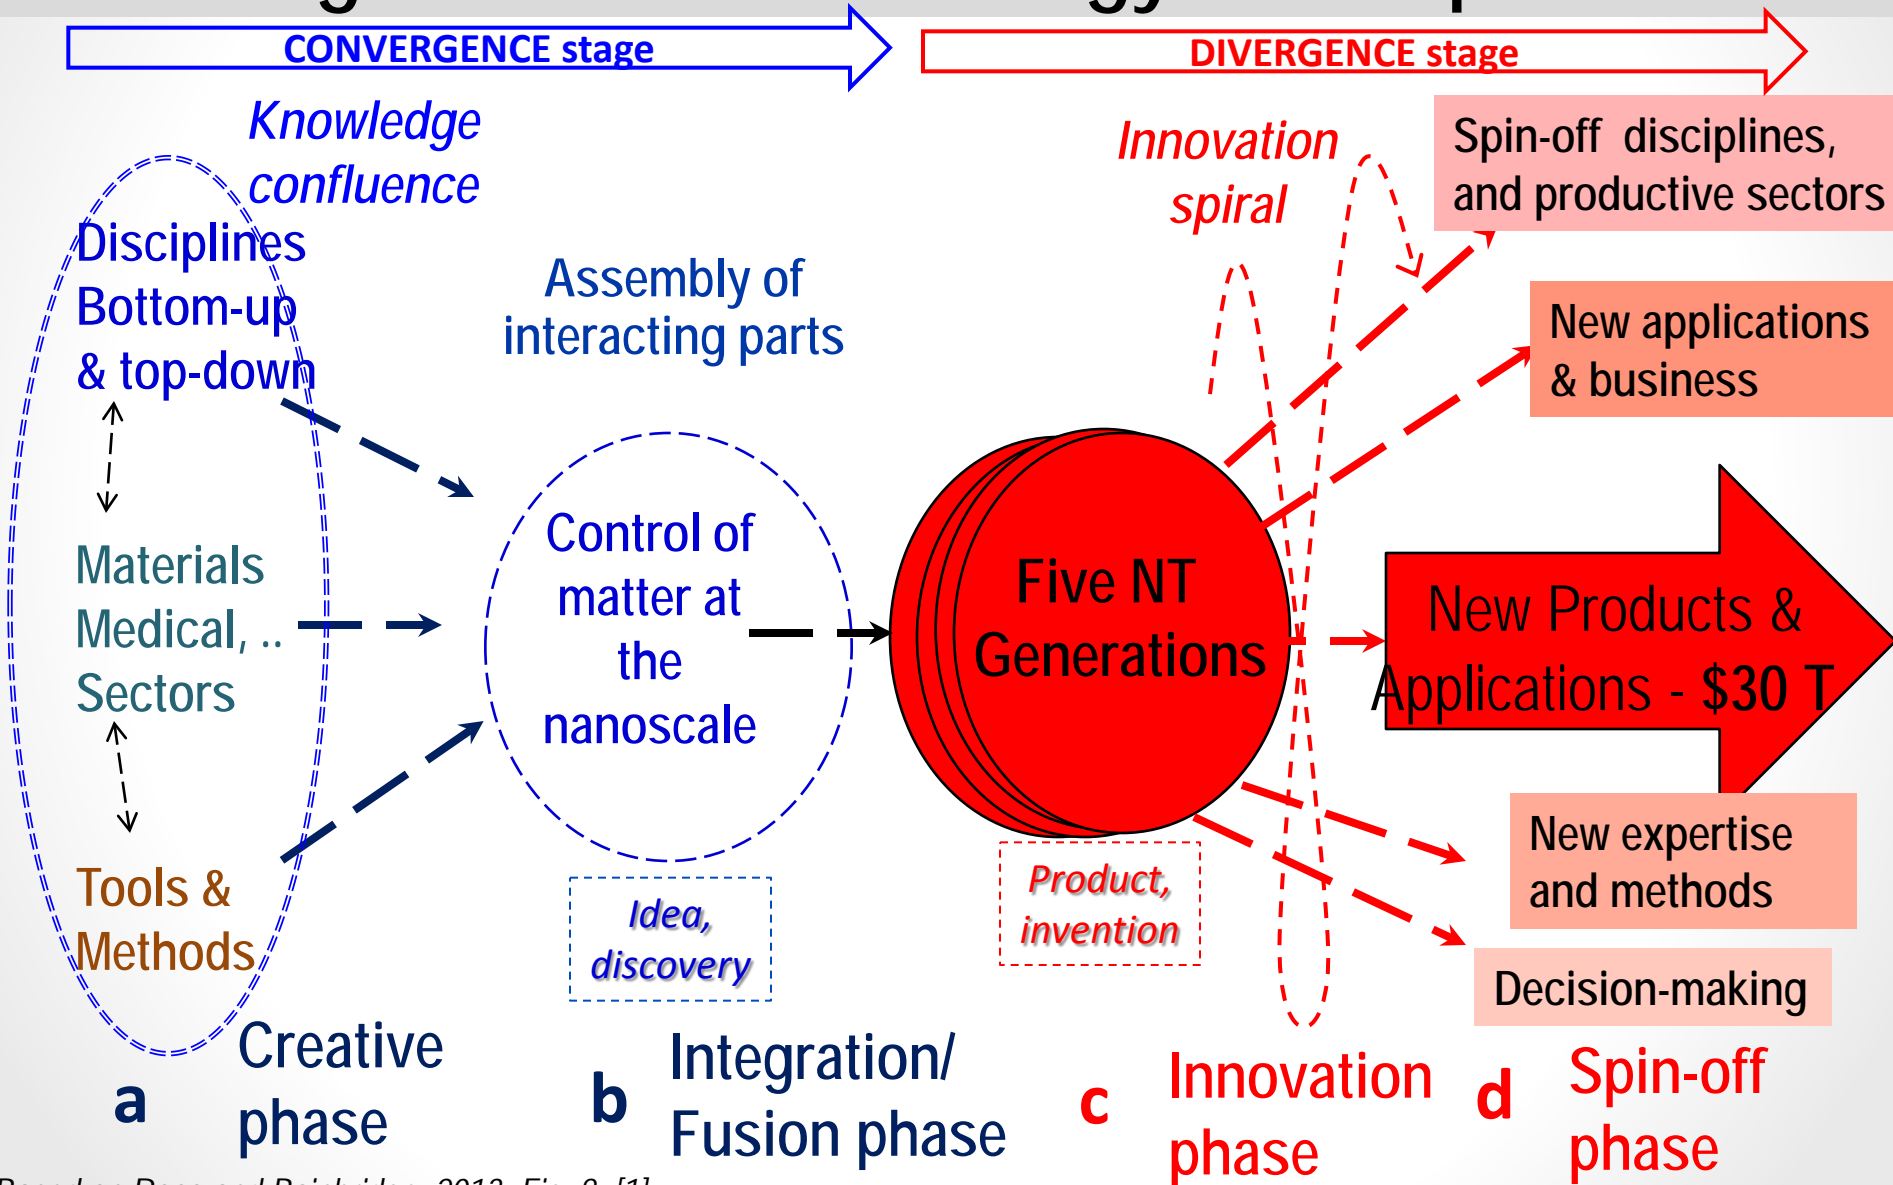 CONVERGENCE stage
DIVERGENCE stage
Knowledge
confluence
Disciplines
Bottom-up
& top-down
Materials
Medical, ..
Sectors
Tools &
Methods
Assembly of
interacting parts
Control of
matter at
the
nanoscale
Idea,
discovery
Five NT
Generations
Product,
invention
Innovation
spiral
Spin-off disciplines,
and productive sectors
New applications
& business
New Products &
Applications - $30 T
New expertise
and methods
Decision-making
a
Creative
phase
b
Integration/
Fusion phase
c
Innovation
phase
d
Spin-off
phase